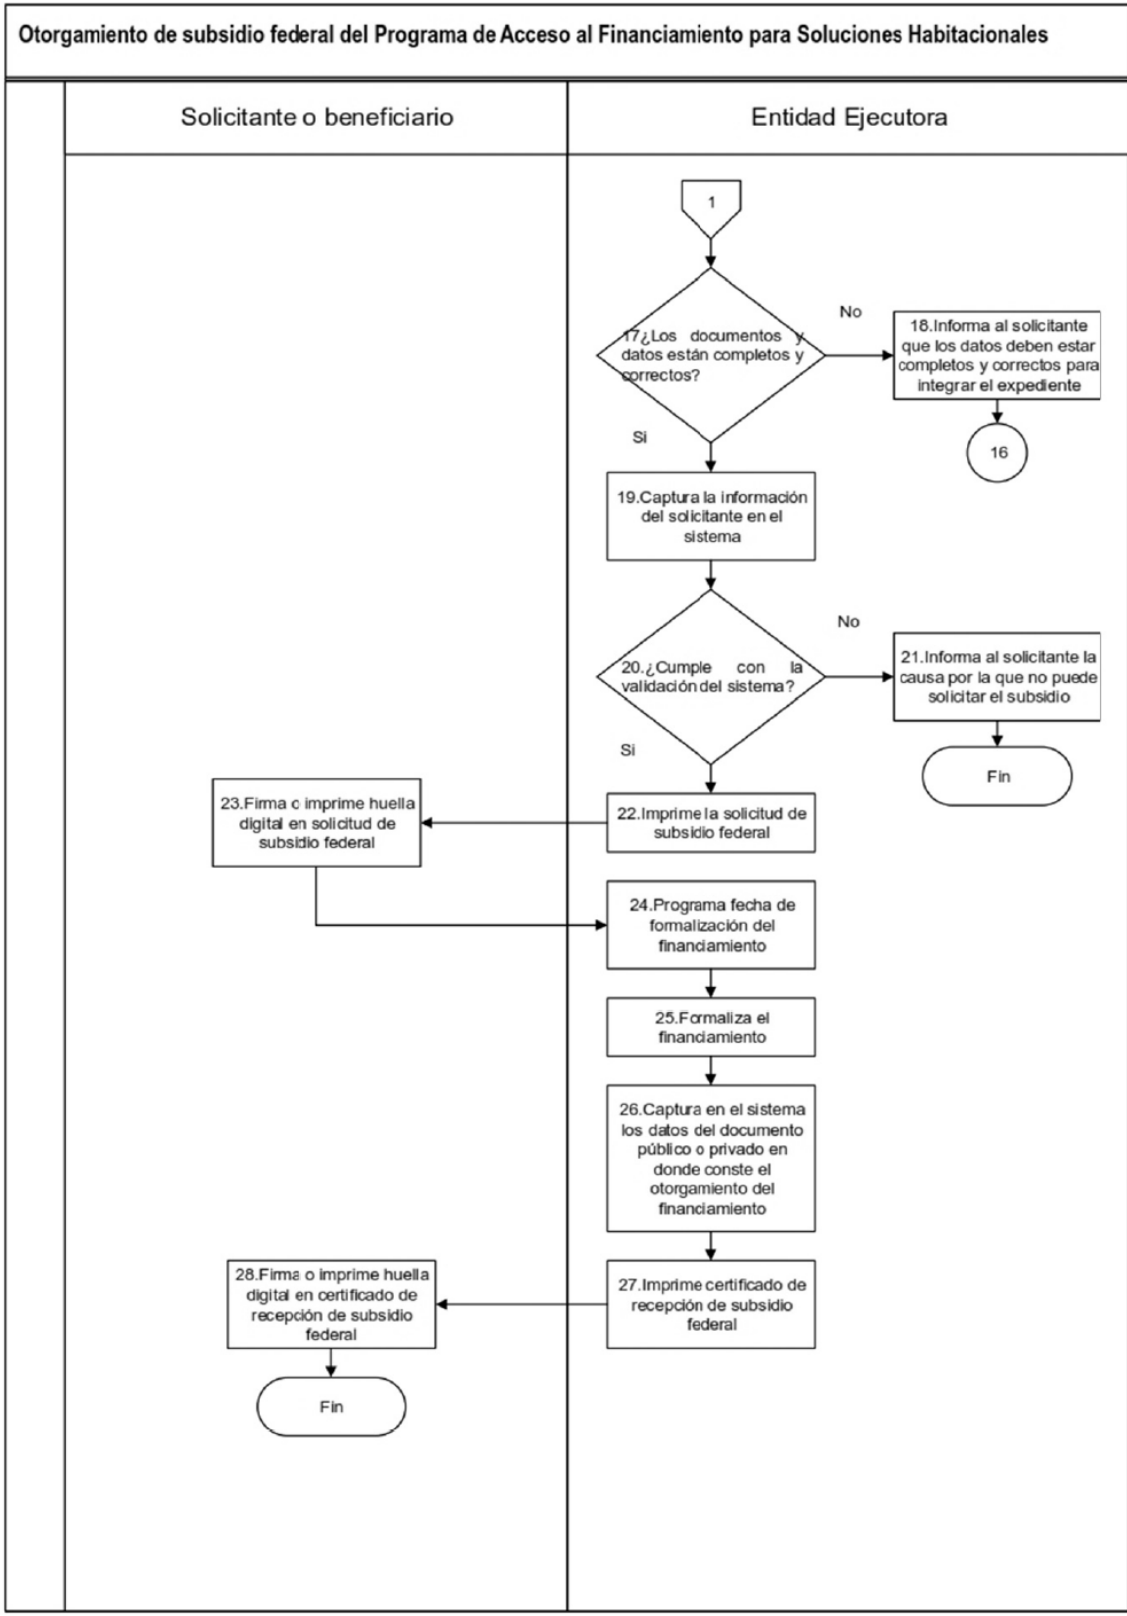 Otorgamiento de subsidio federal del Programa de Acceso al Financiamiento para Soluciones Habitacionales
Solicitante o beneficiario
Entidad Ejecutora
1
17¿Los documentos y
datos están completos y
correctos?
No
18.Informa al solicitante
que los datos deben estar
completos y correctos para
integrar el expediente
16
Si
19.Captura la información
del solicitante en el
sistema
20.¿Cumple con la
validación del sistema?
No
21.Informa al solicitante la
causa por la que no puede
solicitar el subsidio
Fin
Si
22.Imprime la solicitud de
subsidio federal
23.Firma o imprime huella
digital en solicitud de
subsidio federal
24.Programa fecha de
formalización del
financiamiento
25.Formaliza el
financiamiento
26.Captura en el sistema
los datos del documento
público o privado en
donde conste el
otorgamiento del
financiamiento
27.Imprime certificado de
recepción de subsidio
federal
28.Firma o imprime huella
digital en certificado de
recepción de subsidio
federal
Fin